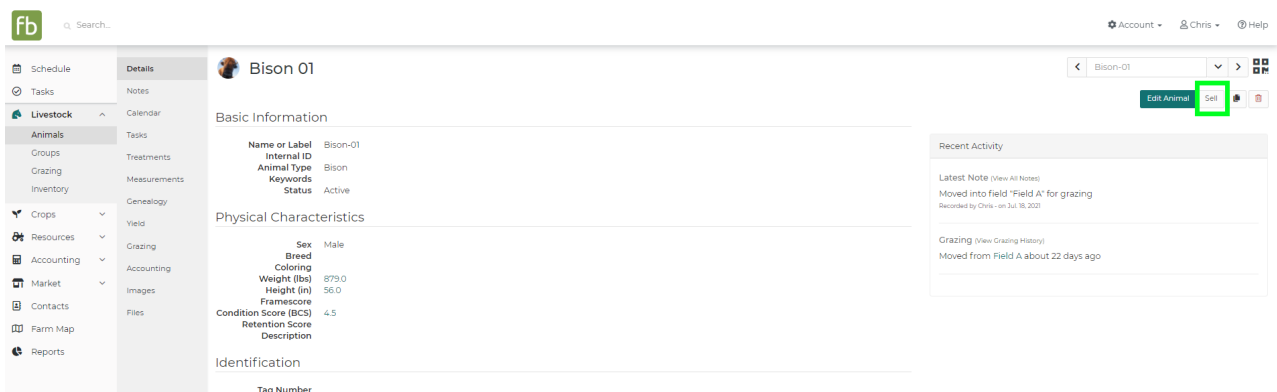 fb
Search...
Account
Chris
Help
Schedule
Tasks
Livestock
Animals
Groups
Grazing
Inventory
Crops
Resources
Accounting
Market
Contacts
Farm Map
Reports
Details
Notes
Calendar
Tasks
Treatments
Measurements
Genealogy
Yield
Grazing
Accounting
Images
Files
Bison 01
Bison-01
Edit Animal
Sell
Basic Information
Name or Label Bison-01
Internal ID
Animal Type Bison
Keywords
Status Active
Physical Characteristics
Sex Male
Breed
Coloring
Weight (lbs) 879.0
Height (in) 56.0
Framescore
Condition Score (BCS) 4.5
Retention Score
Description
Identification
Tag Number
Recent Activity
Latest Note (View All Notes)
Moved into field "Field A" for grazing
Recorded by Chris - on Jul. 18, 2021
Grazing (View Grazing History)
Moved from Field A about 22 days ago